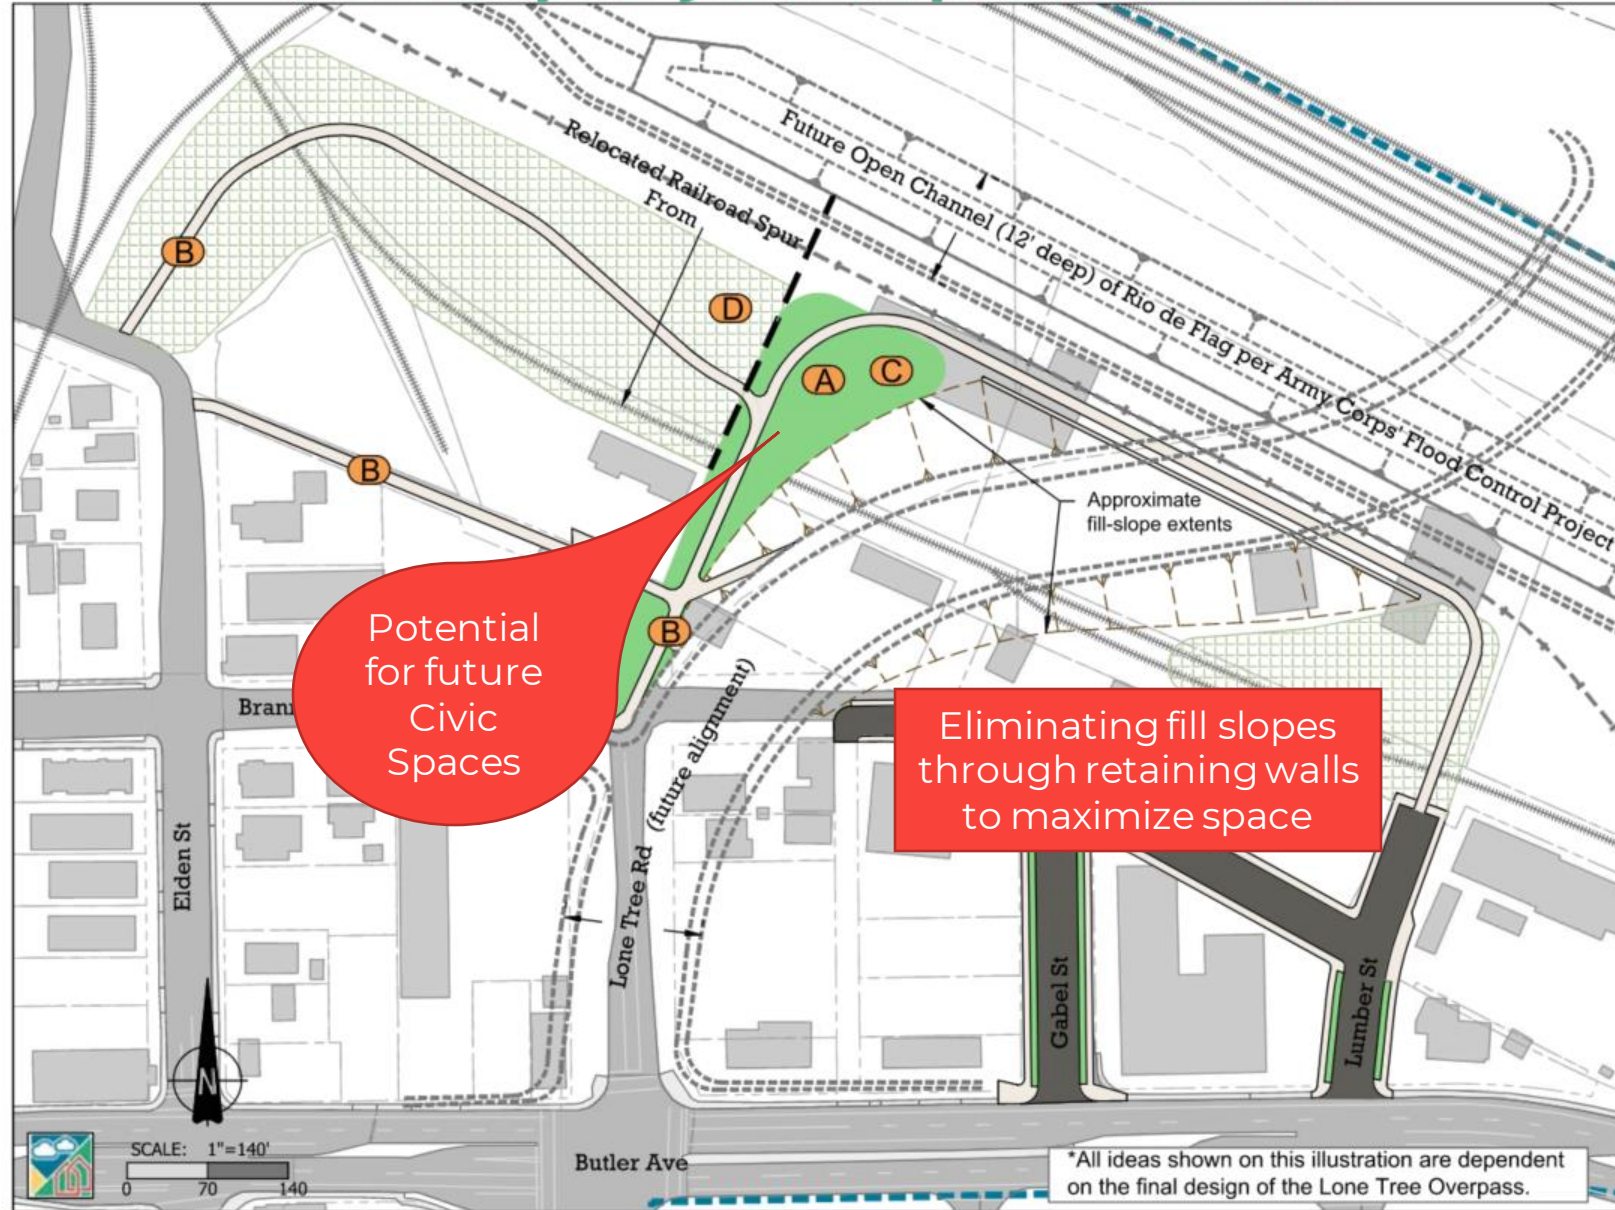 Relocated Railroad Spur
From
Future Open Channel (12' deep) of Rio de Flag per Army Corps' Flood Control Project
B
D
A
C
B
Approximate
fill-slope extents
B
Potential
for future
Civic
Spaces
Eliminating fill slopes
through retaining walls
to maximize space
Elden St
Lone Tree Rd (future alignment)
Gabel St
Lumber St
N
SCALE: 1"=140'
0 70 140
Butler Ave
*All ideas shown on this illustration are dependent
on the final design of the Lone Tree Overpass.